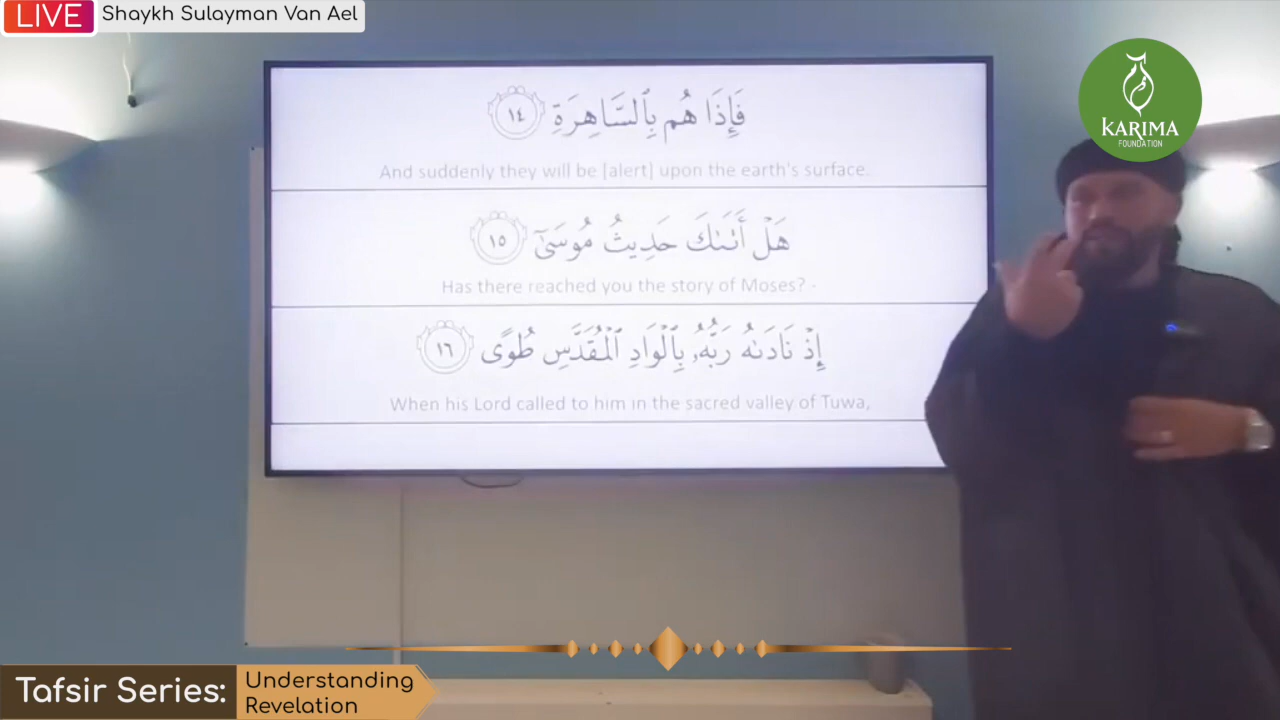 LIVE
Shaykh Sulayman Van Ael
KARIMA
FOUNDATION
فَإِذَا هُم بِٱلسَّاهِرَةِ ١٤
And suddenly they will be [alert] upon the earth's surface.
هَلْ أَتَىٰكَ حَدِيثُ مُوسَىٰٓ ١٥
Has there reached you the story of Moses? -
إِذْ نَادَىٰهُ رَبُّهُۥ بِٱلْوَادِ ٱلْمُقَدَّسِ طُوًى ١٦
When his Lord called to him in the sacred valley of Tuwa,
Tafsir Series:
Understanding
Revelation